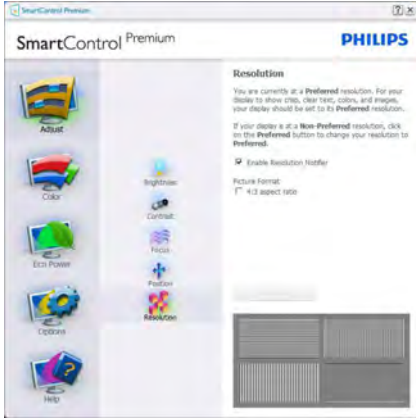 SmartControl Premium
SmartControl Premium
PHILIPS
Adjust
Color
Eco Power
Options
Help
Brightness
Contrast
Focus
Position
Resolution
Resolution
You are currently at a Preferred resolution. For your
display to show crisp, clear text, colors, and images,
your display should be set to its Preferred resolution.
If your display is at a Non-Preferred resolution, click
on the Preferred button to change your resolution to
Preferred.
Enable Resolution Notifier
Picture Format
4:3 aspect ratio